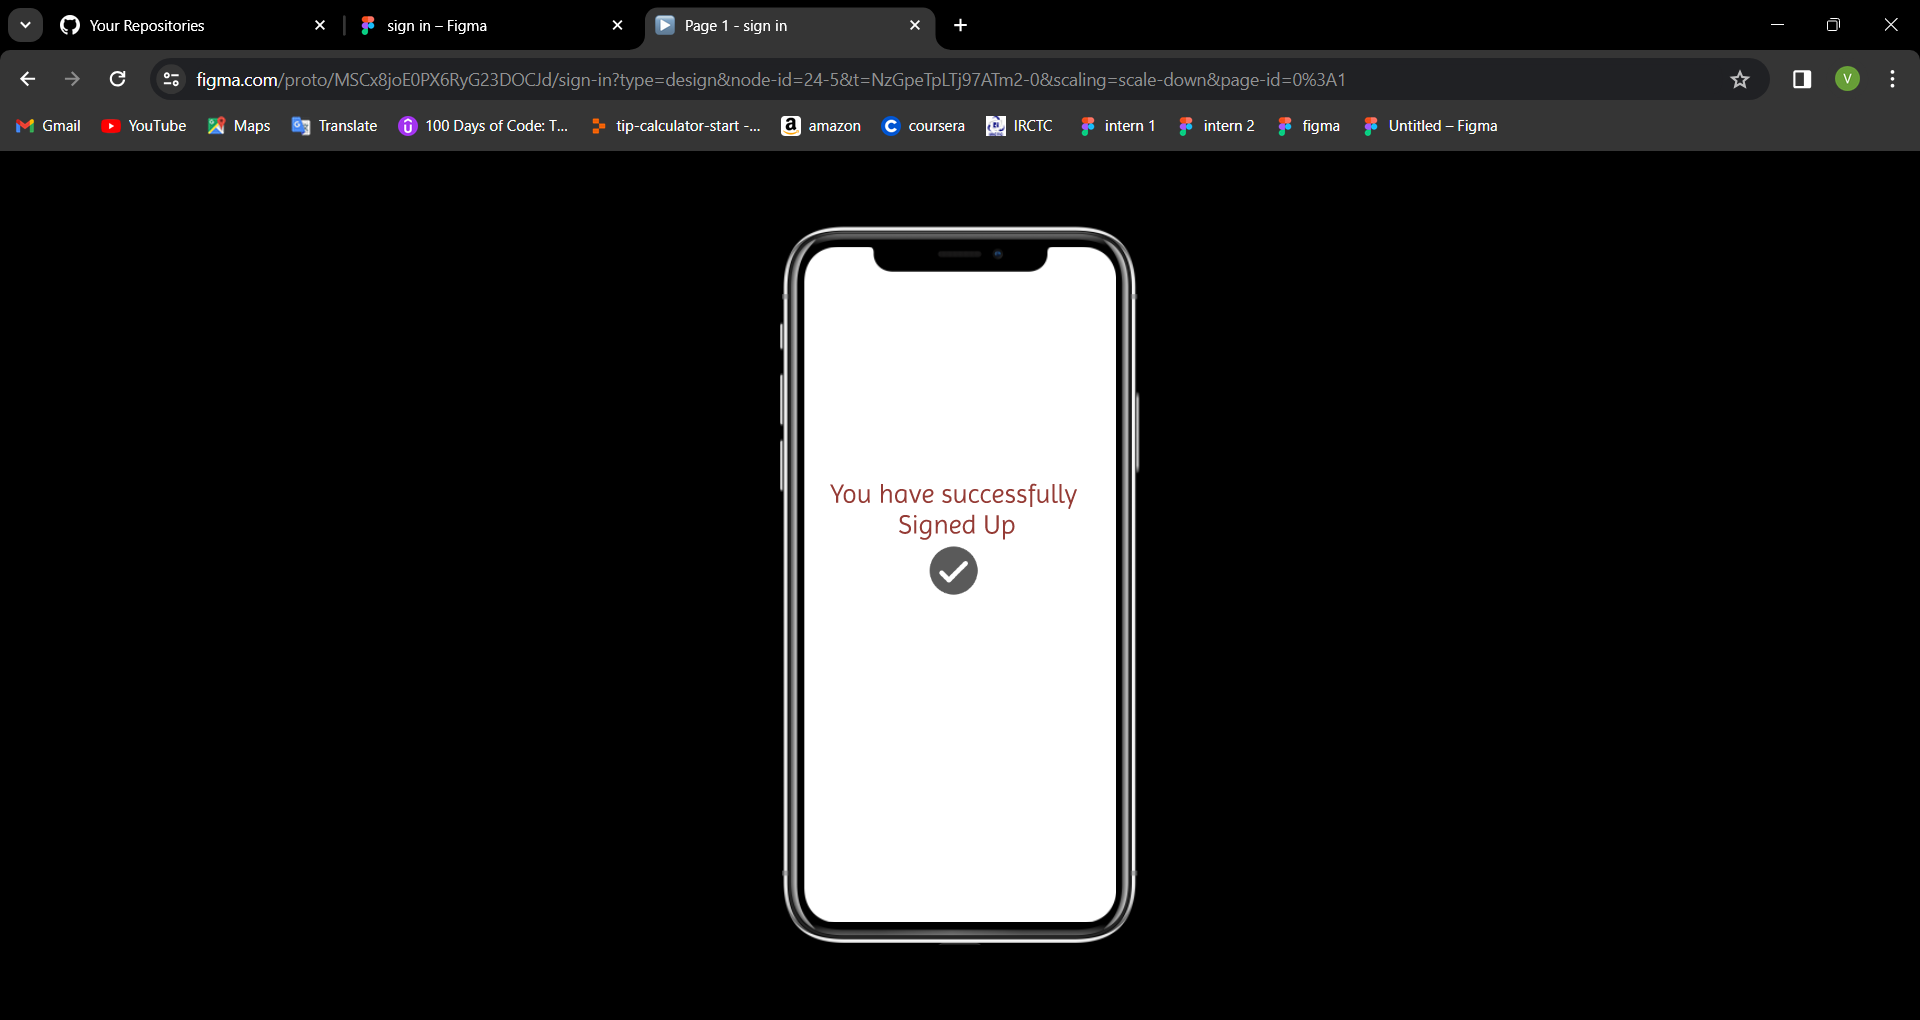 Your Repositories
sign in – Figma
Page 1 - sign in
figma.com/proto/MSCx8joE0PX6RyG23DOCJd/sign-in?type=design&node-id=24-5&t=NzGpeTpLTj97ATm2-0&scaling=scale-down&page-id=0%3A1
V
Gmail
YouTube
Maps
Translate
100 Days of Code: T...
tip-calculator-start -...
amazon
coursera
IRCTC
intern 1
intern 2
figma
Untitled – Figma
You have successfully
Signed Up